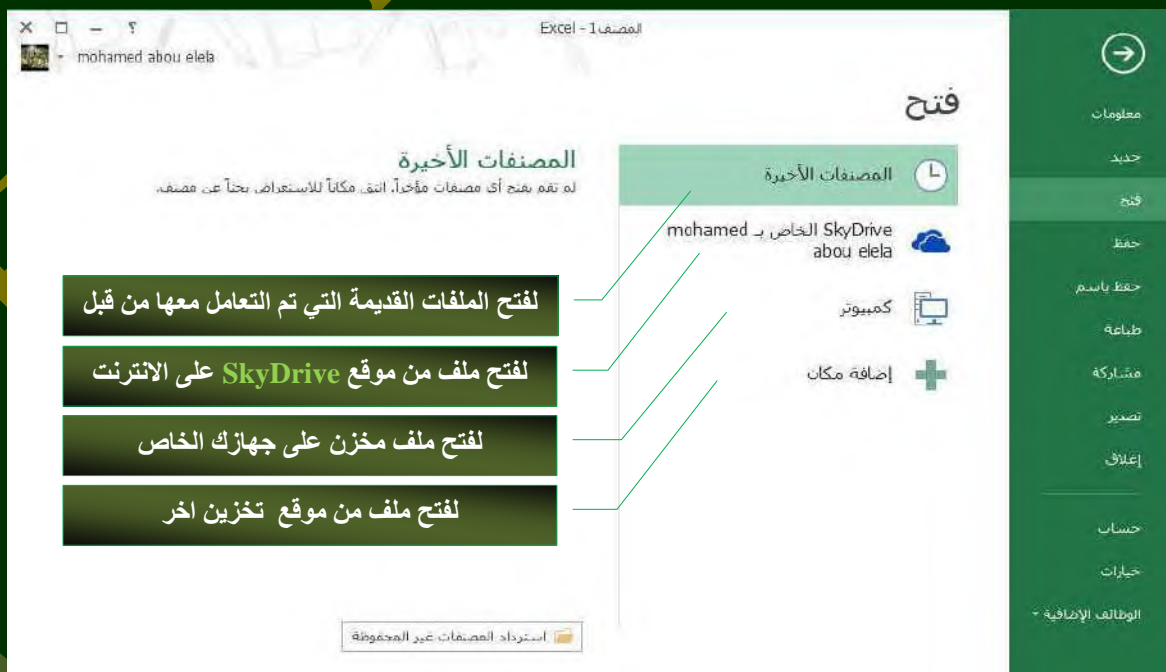 المصنف1 - Excel
mohamed abou elela
معلومات
جديد
فتح
حفظ
حفظ باسم
طباعة
مشاركة
تصدير
إغلاق
حساب
خيارات
الوظائف الإضافية
فتح
المصنفات الأخيرة
SkyDrive الخاص بـ mohamed
abou elela
كمبيوتر
إضافة مكان
المصنفات الأخيرة
لم تقم بفتح أي مصنفات مؤخراً. انتق مكاناً للاستعراض بحثاً عن مصنف.
لفتح الملفات القديمة التي تم التعامل معها من قبل
لفتح ملف من موقع SkyDrive على الانترنت
لفتح ملف مخزن على جهازك الخاص
لفتح ملف من موقع تخزين اخر
استرداد المصنفات غير المحفوظة